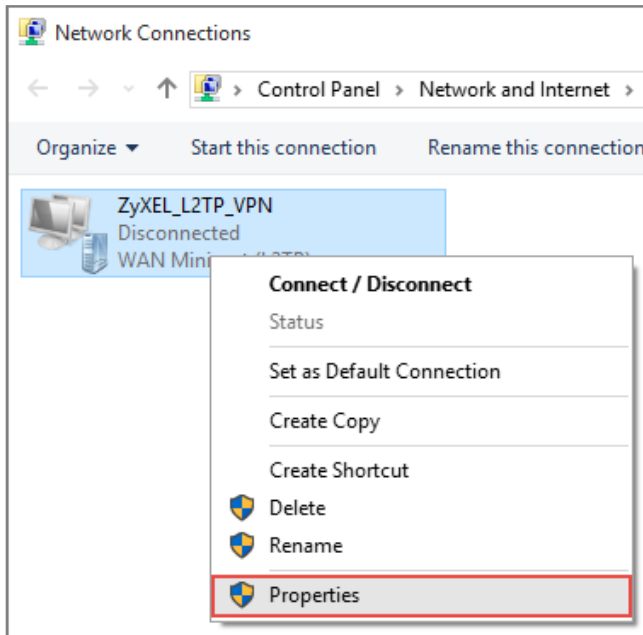 Network Connections
Control Panel > Network and Internet >
Organize Start this connection Rename this connection
ZyXEL_L2TP_VPN
Disconnected
WAN Mini
Connect / Disconnect
Status
Set as Default Connection
Create Copy
Create Shortcut
Delete
Rename
Properties